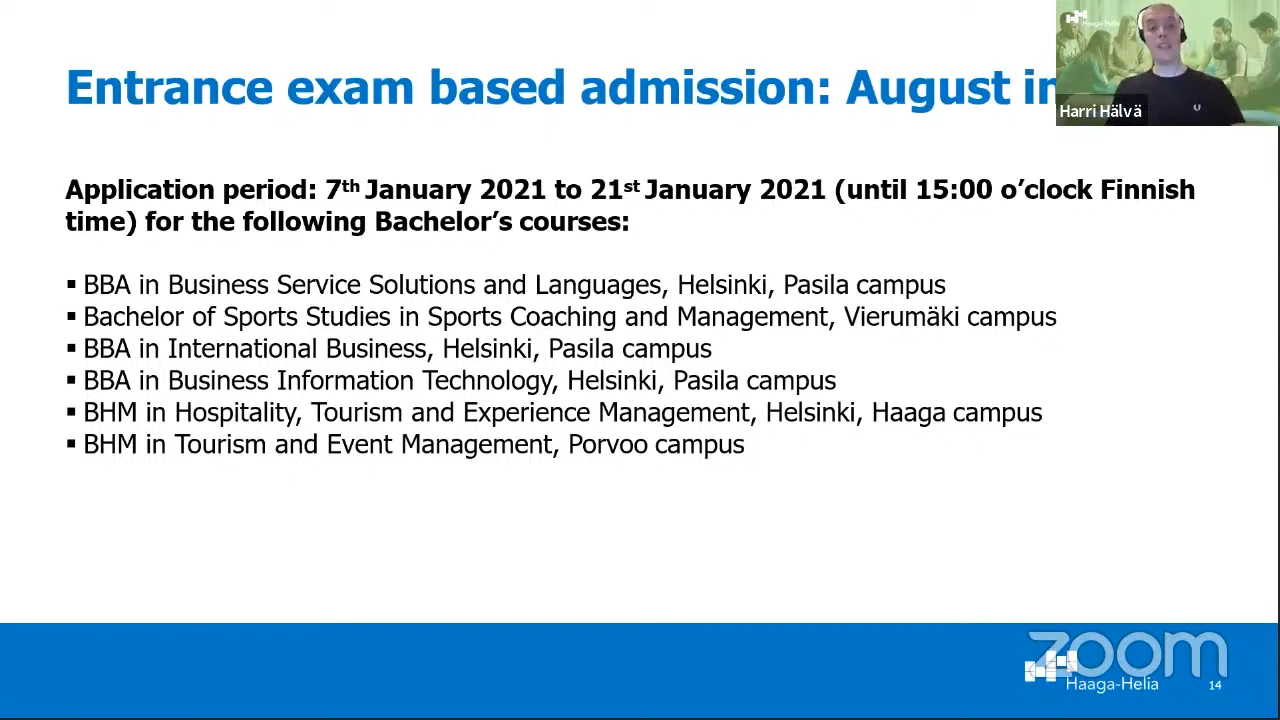 Entrance exam based admission: August in
Haaga-Helia
Harri Hälvä
Application period: 7th January 2021 to 21st January 2021 (until 15:00 o’clock Finnish
time) for the following Bachelor’s courses:
▪ BBA in Business Service Solutions and Languages, Helsinki, Pasila campus
▪ Bachelor of Sports Studies in Sports Coaching and Management, Vierumäki campus
▪ BBA in International Business, Helsinki, Pasila campus
▪ BBA in Business Information Technology, Helsinki, Pasila campus
▪ BHM in Hospitality, Tourism and Experience Management, Helsinki, Haaga campus
▪ BHM in Tourism and Event Management, Porvoo campus
zoom
Haaga-Helia
14